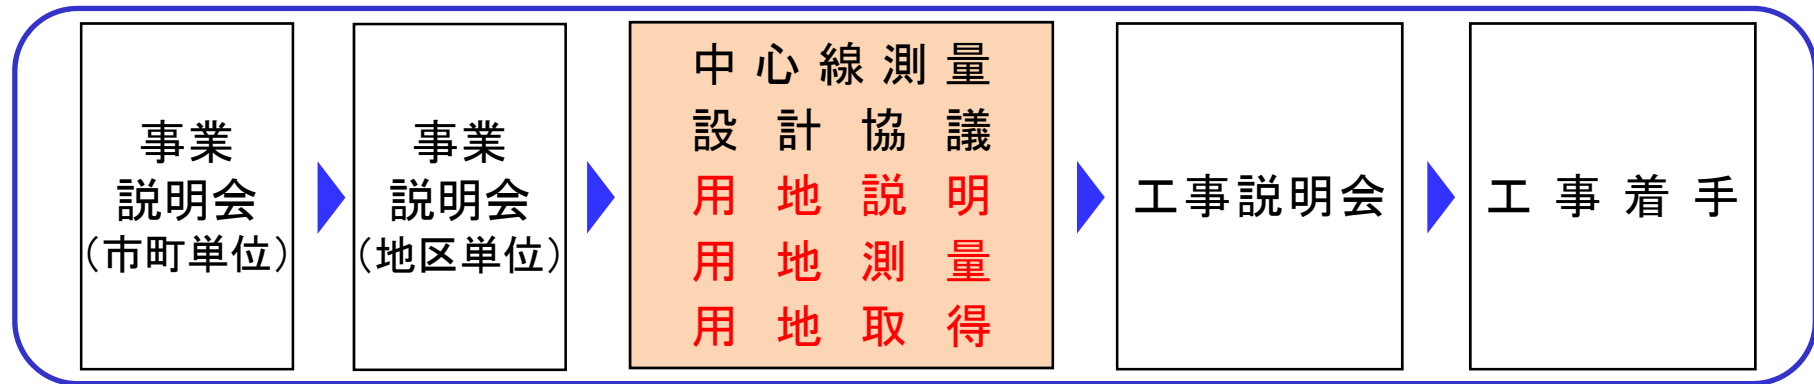 事業
説明会
（市町単位）
事業
説明会
（地区単位）
中心線測量
設計協議
用地説明
用地測量
用地取得
工事説明会
工事着手